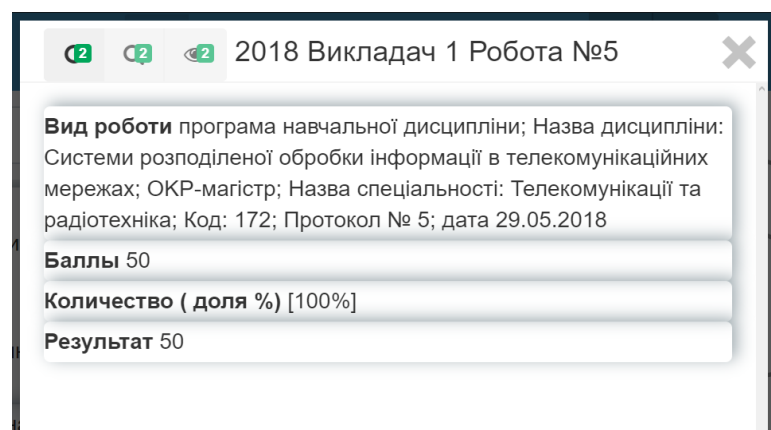 2 2 2 2018 Викладач 1 Робота №5
Вид роботи програма навчальної дисципліни; Назва дисципліни:
Системи розподіленої обробки інформації в телекомунікаційних
мережах; ОКР-магістр; Назва спеціальності: Телекомунікації та
радіотехніка; Код: 172; Протокол № 5; дата 29.05.2018
Баллы 50
Количество ( доля %) [100%]
Результат 50